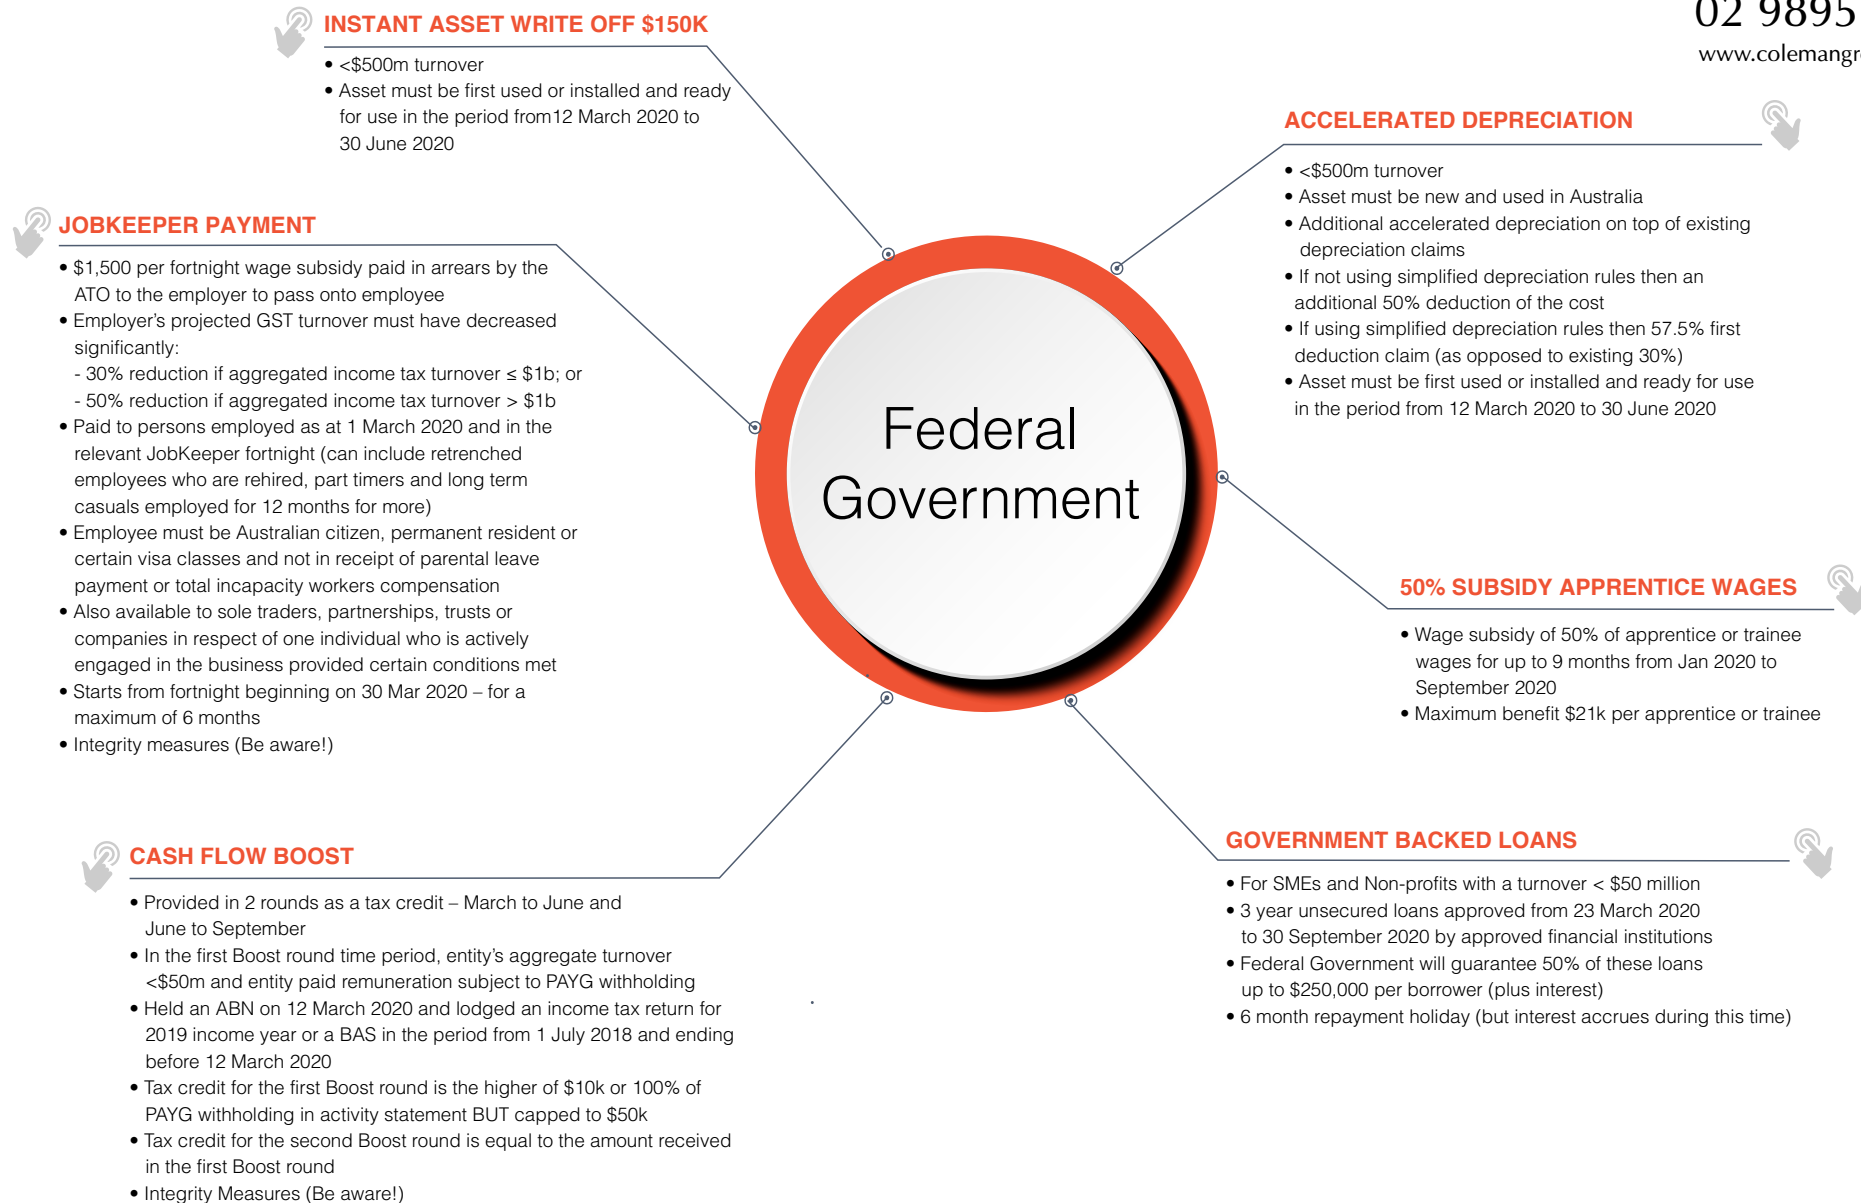 02 9895
www.colemangr
INSTANT ASSET WRITE OFF $150K
• <$500m turnover
• Asset must be first used or installed and ready
for use in the period from12 March 2020 to
30 June 2020
JOBKEEPER PAYMENT
• $1,500 per fortnight wage subsidy paid in arrears by the
ATO to the employer to pass onto employee
• Employer’s projected GST turnover must have decreased
significantly:
- 30% reduction if aggregated income tax turnover ≤ $1b; or
- 50% reduction if aggregated income tax turnover > $1b
• Paid to persons employed as at 1 March 2020 and in the
relevant JobKeeper fortnight (can include retrenched
employees who are rehired, part timers and long term
casuals employed for 12 months for more)
• Employee must be Australian citizen, permanent resident or
certain visa classes and not in receipt of parental leave
payment or total incapacity workers compensation
• Also available to sole traders, partnerships, trusts or
companies in respect of one individual who is actively
engaged in the business provided certain conditions met
• Starts from fortnight beginning on 30 Mar 2020 – for a
maximum of 6 months
• Integrity measures (Be aware!)
CASH FLOW BOOST
• Provided in 2 rounds as a tax credit – March to June and
June to September
• In the first Boost round time period, entity’s aggregate turnover
<$50m and entity paid remuneration subject to PAYG withholding
• Held an ABN on 12 March 2020 and lodged an income tax return for
2019 income year or a BAS in the period from 1 July 2018 and ending
before 12 March 2020
• Tax credit for the first Boost round is the higher of $10k or 100% of
PAYG withholding in activity statement BUT capped to $50k
• Tax credit for the second Boost round is equal to the amount received
in the first Boost round
• Integrity Measures (Be aware!)
Federal
Government
ACCELERATED DEPRECIATION
• <$500m turnover
• Asset must be new and used in Australia
• Additional accelerated depreciation on top of existing
depreciation claims
• If not using simplified depreciation rules then an
additional 50% deduction of the cost
• If using simplified depreciation rules then 57.5% first
deduction claim (as opposed to existing 30%)
• Asset must be first used or installed and ready for use
in the period from 12 March 2020 to 30 June 2020
50% SUBSIDY APPRENTICE WAGES
• Wage subsidy of 50% of apprentice or trainee
wages for up to 9 months from Jan 2020 to
September 2020
• Maximum benefit $21k per apprentice or trainee
GOVERNMENT BACKED LOANS
• For SMEs and Non-profits with a turnover < $50 million
• 3 year unsecured loans approved from 23 March 2020
to 30 September 2020 by approved financial institutions
• Federal Government will guarantee 50% of these loans
up to $250,000 per borrower (plus interest)
• 6 month repayment holiday (but interest accrues during this time)